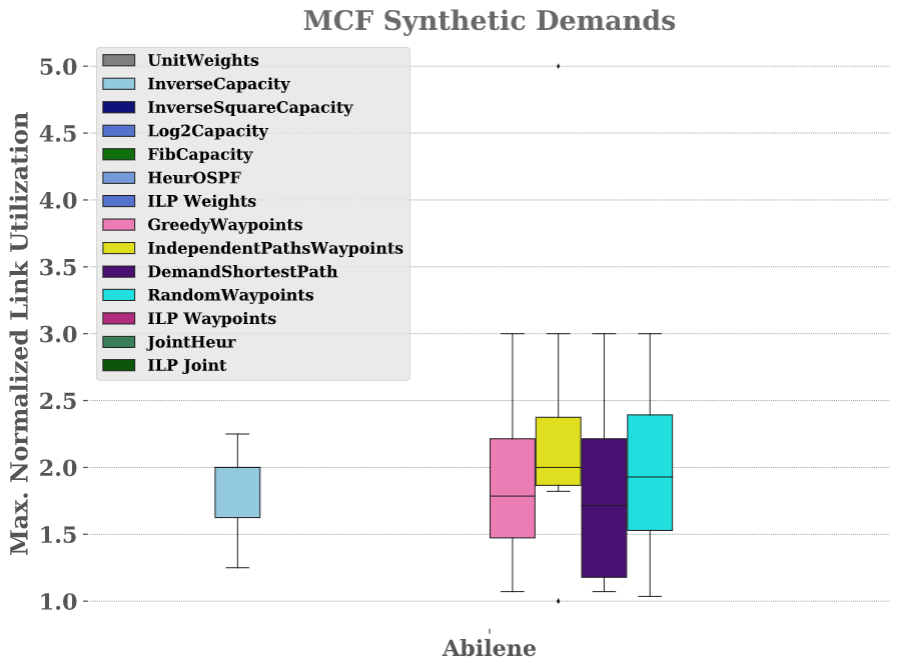 MCF Synthetic Demands
Max. Normalized Link Utilization
5.0
4.5
4.0
3.5
3.0
2.5
2.0
1.5
1.0
UnitWeights
InverseCapacity
InverseSquareCapacity
Log2Capacity
FibCapacity
HeurOSPF
ILP Weights
GreedyWaypoints
IndependentPathsWaypoints
DemandShortestPath
RandomWaypoints
ILP Waypoints
JointHeur
ILP Joint
Abilene